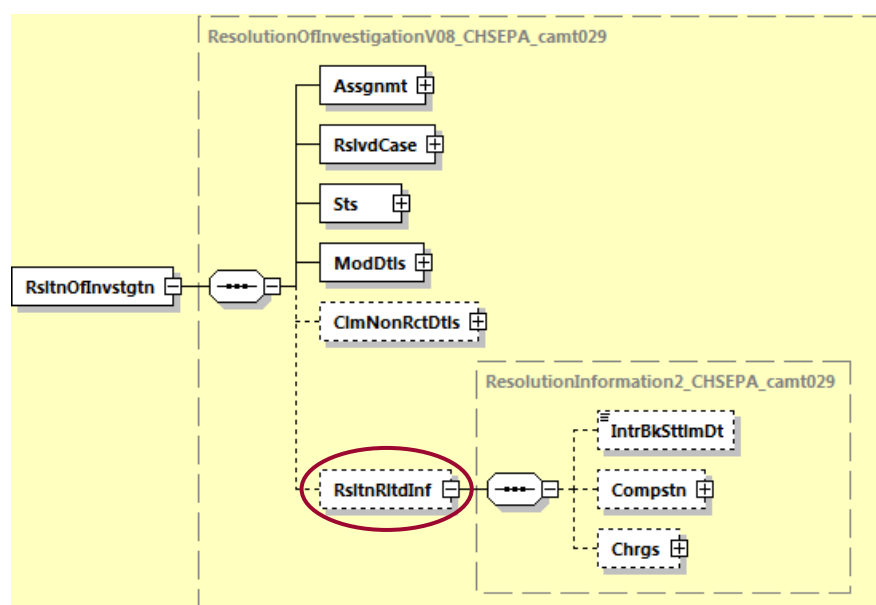 ResolutionOfInvestigationV08_CHSEPA_camt029
Assgnmt
RslvdCase
Sts
ModDtls
RsltnOfInvstgtn
ClmNonRctDtls
ResolutionInformation2_CHSEPA_camt029
IntrBkSttlmDt
RsltnRltdInf
Compstn
Chrgs